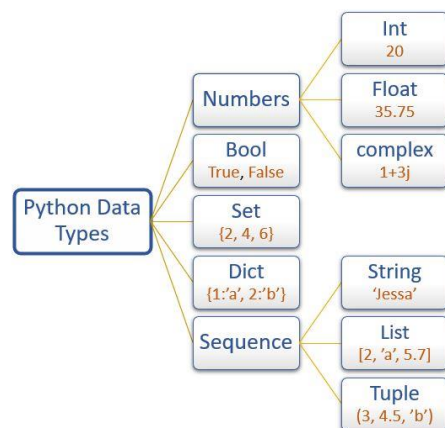 Python Data
Types
Numbers
Int
20
Float
35.75
complex
1+3j
Bool
True, False
Set
{2, 4, 6}
Dict
{1:’a’, 2:’b’}
Sequence
String
‘Jessa’
List
[2, ’a’, 5.7]
Tuple
(3, 4.5, ’b’)